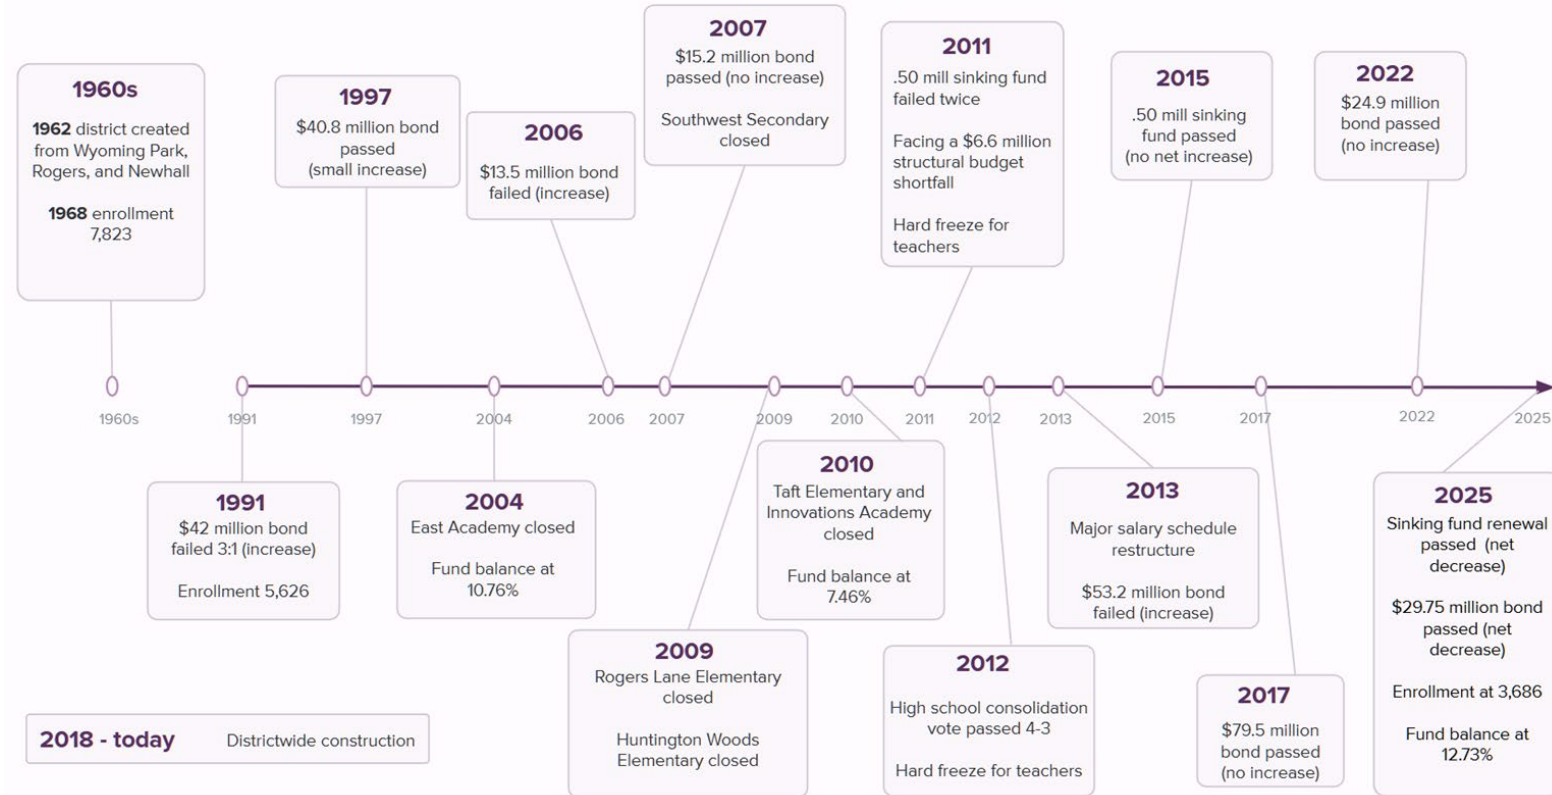 1960s
1962 district created
from Wyoming Park,
Rogers, and Newhall
1968 enrollment
7,823
1997
$40.8 million bond
passed
(small increase)
2006
$13.5 million bond
failed (increase)
2007
$15.2 million bond
passed (no increase)
Southwest Secondary
closed
2011
.50 mill sinking fund
failed twice
Facing a $6.6 million
structural budget
shortfall
Hard freeze for
teachers
2015
.50 mill sinking
fund passed
(no net increase)
2022
$24.9 million
bond passed
(no increase)
1960s
1991
1997
2004
2006
2007
2009
2010
2011
2012
2013
2015
2017
2022
2025
1991
$42 million bond
failed 3:1 (increase)
Enrollment 5,626
2004
East Academy closed
Fund balance at
10.76%
2009
Rogers Lane Elementary
closed
Huntington Woods
Elementary closed
2010
Taft Elementary and
Innovations Academy
closed
Fund balance at
7.46%
2012
High school consolidation
vote passed 4-3
Hard freeze for teachers
2013
Major salary schedule
restructure
$53.2 million bond
failed (increase)
2017
$79.5 million
bond passed
(no increase)
2025
Sinking fund renewal
passed (net
decrease)
$29.75 million bond
passed (net
decrease)
Enrollment at 3,686
Fund balance at
12.73%
2018 - today Districtwide construction